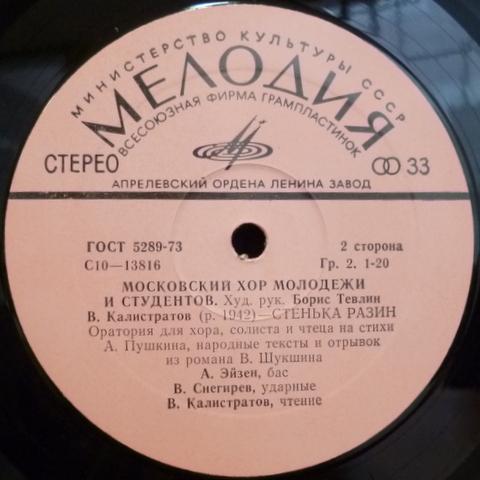 МИНИСТЕРСТВО КУЛЬТУРЫ СССР
МЕЛОДИЯ
ВСЕСОЮЗНАЯ ФИРМА ГРАМПЛАСТИНОК
СТЕРЕО 33
АПРЕЛЕВСКИЙ ОРДЕНА ЛЕНИНА ЗАВОД
ГОСТ 5289-73 2 сторона
С10—13816 Гр. 2. 1-20
МОСКОВСКИЙ ХОР МОЛОДЕЖИ
И СТУДЕНТОВ. Худ. рук. Борис Тевлин
В. Калистратов (р. 1942)—СТЕНЬКА РАЗИН
Оратория для хора, солиста и чтеца на стихи
А. Пушкина, народные тексты и отрывок
из романа В. Шукшина
А. Эйзен, бас
В. Снегирев, ударные
В. Калистратов, чтение